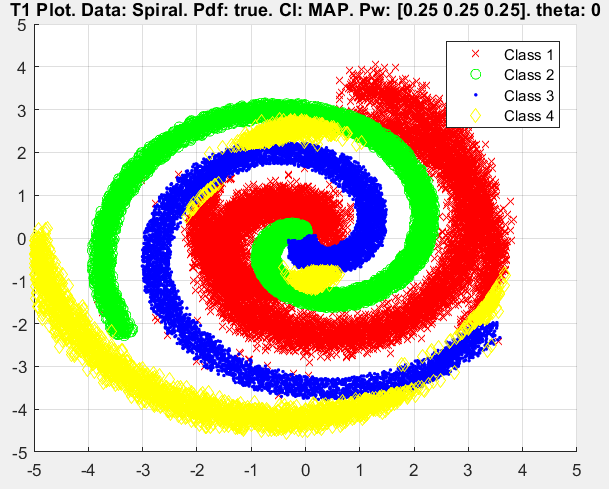 T1 Plot. Data: Spiral. Pdf: true. Cl: MAP. Pw: [0.25 0.25 0.25]. theta: 0
5
4
3
2
1
0
-1
-2
-3
-4
-5
Class 1
Class 2
Class 3
Class 4
-5 -4 -3 -2 -1 0 1 2 3 4 5